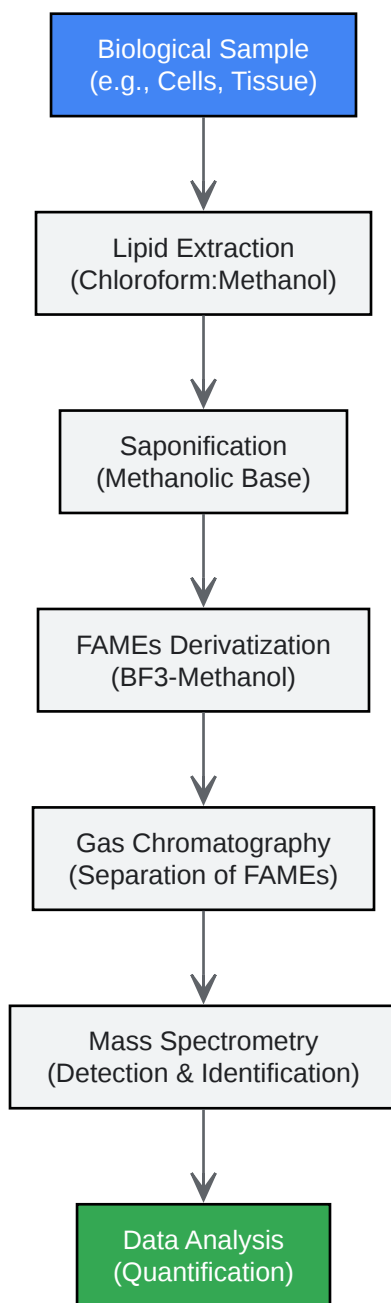 Biological Sample
(e.g., Cells, Tissue)
Lipid Extraction
(Chloroform:Methanol)
Saponification
(Methanolic Base)
FAMEs Derivatization
(BF3-Methanol)
Gas Chromatography
(Separation of FAMEs)
Mass Spectrometry
(Detection & Identification)
Data Analysis
(Quantification)